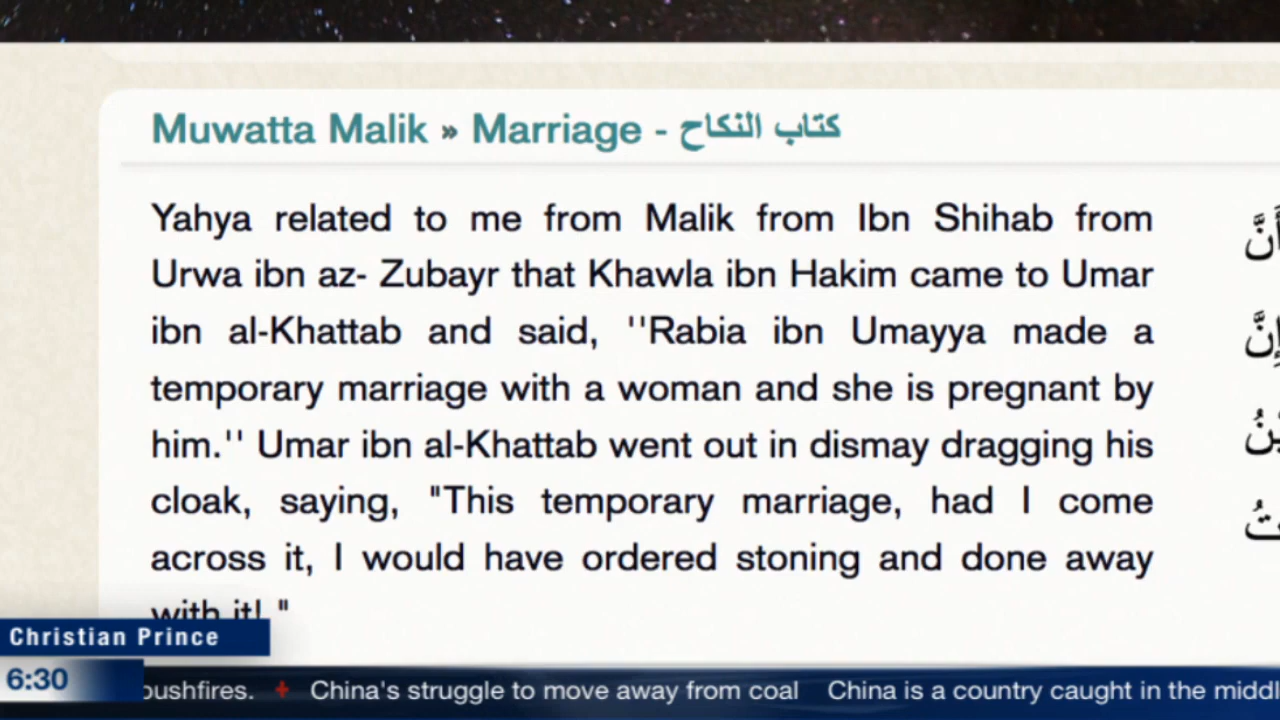 Muwatta Malik » Marriage - كتاب النكاح
Yahya related to me from Malik from Ibn Shihab from
Urwa ibn az- Zubayr that Khawla ibn Hakim came to Umar
ibn al-Khattab and said, ''Rabia ibn Umayya made a
temporary marriage with a woman and she is pregnant by
him.'' Umar ibn al-Khattab went out in dismay dragging his
cloak, saying, "This temporary marriage, had I come
across it, I would have ordered stoning and done away
with it! "
Christian Prince
6:30
China's struggle to move away from coal China is a country caught in the